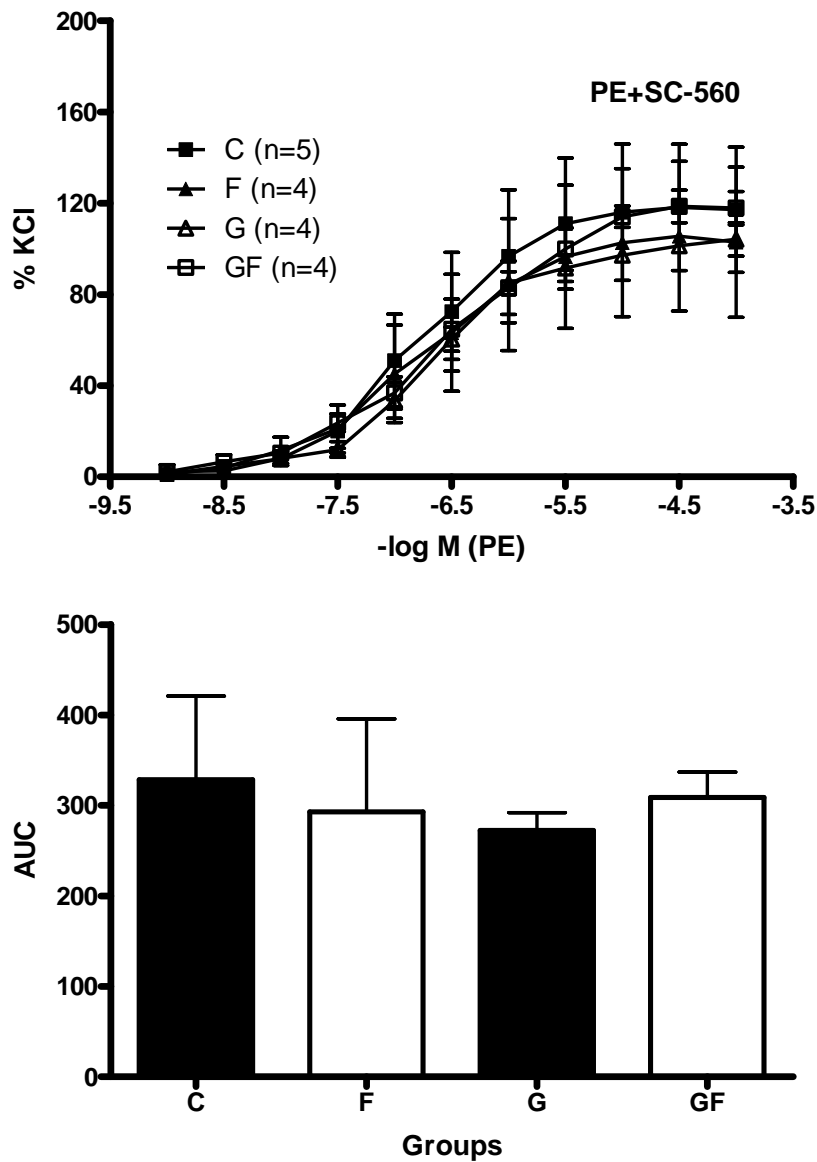 200
160
120
80
40
0
% KCl
PE+SC-560
C (n=5)
F (n=4)
G (n=4)
GF (n=4)
-9.5 -8.5 -7.5 -6.5 -5.5 -4.5 -3.5
-log M (PE)
500
400
300
200
100
0
AUC
C F G GF
Groups